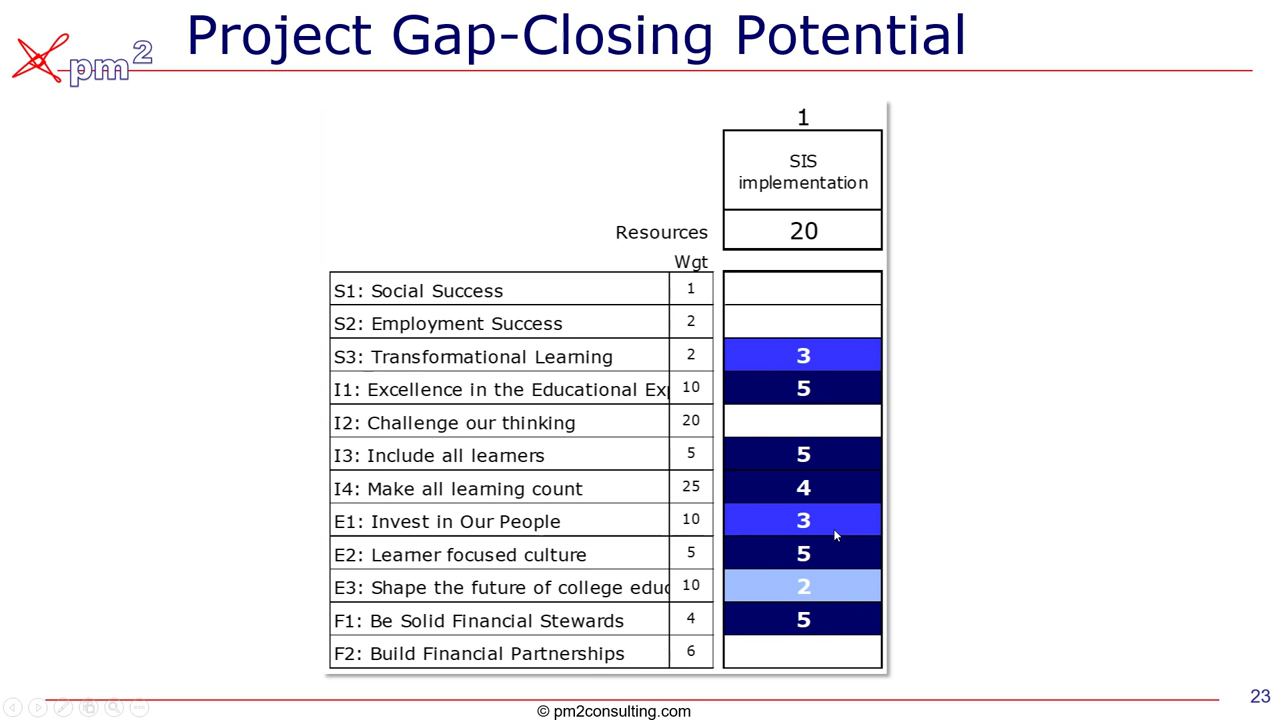 Project Gap-Closing Potential
pm2
1
SIS
implementation
Resources 20
Wgt
S1: Social Success 1
S2: Employment Success 2
S3: Transformational Learning 2 3
I1: Excellence in the Educational Exp 10 5
I2: Challenge our thinking 20
I3: Include all learners 5 5
I4: Make all learning count 25 4
E1: Invest in Our People 10 3
E2: Learner focused culture 5 5
E3: Shape the future of college educ 10 2
F1: Be Solid Financial Stewards 4 5
F2: Build Financial Partnerships 6
© pm2consulting.com
23